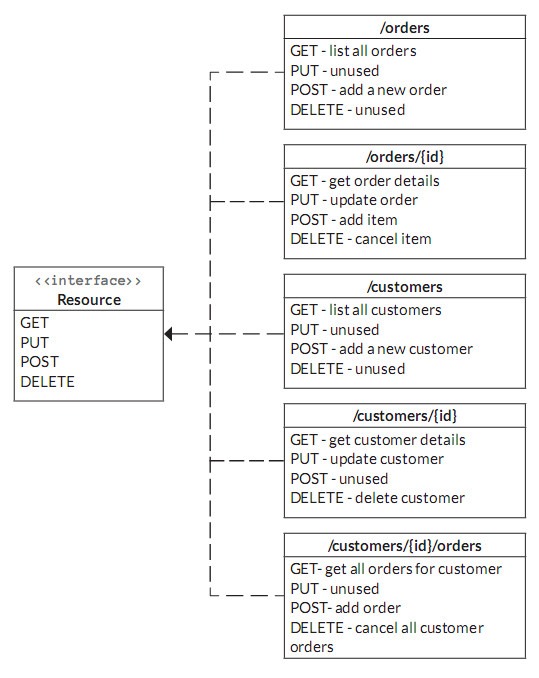 /orders
GET - list all orders
PUT - unused
POST - add a new order
DELETE - unused
/orders/{id}
GET - get order details
PUT - update order
POST - add item
DELETE - cancel item
<<interface>>
Resource
GET
PUT
POST
DELETE
/customers
GET - list all customers
PUT - unused
POST - add a new customer
DELETE - unused
/customers/{id}
GET - get customer details
PUT - update customer
POST - unused
DELETE - delete customer
/customers/{id}/orders
GET- get all orders for customer
PUT - unused
POST- add order
DELETE - cancel all customer
orders